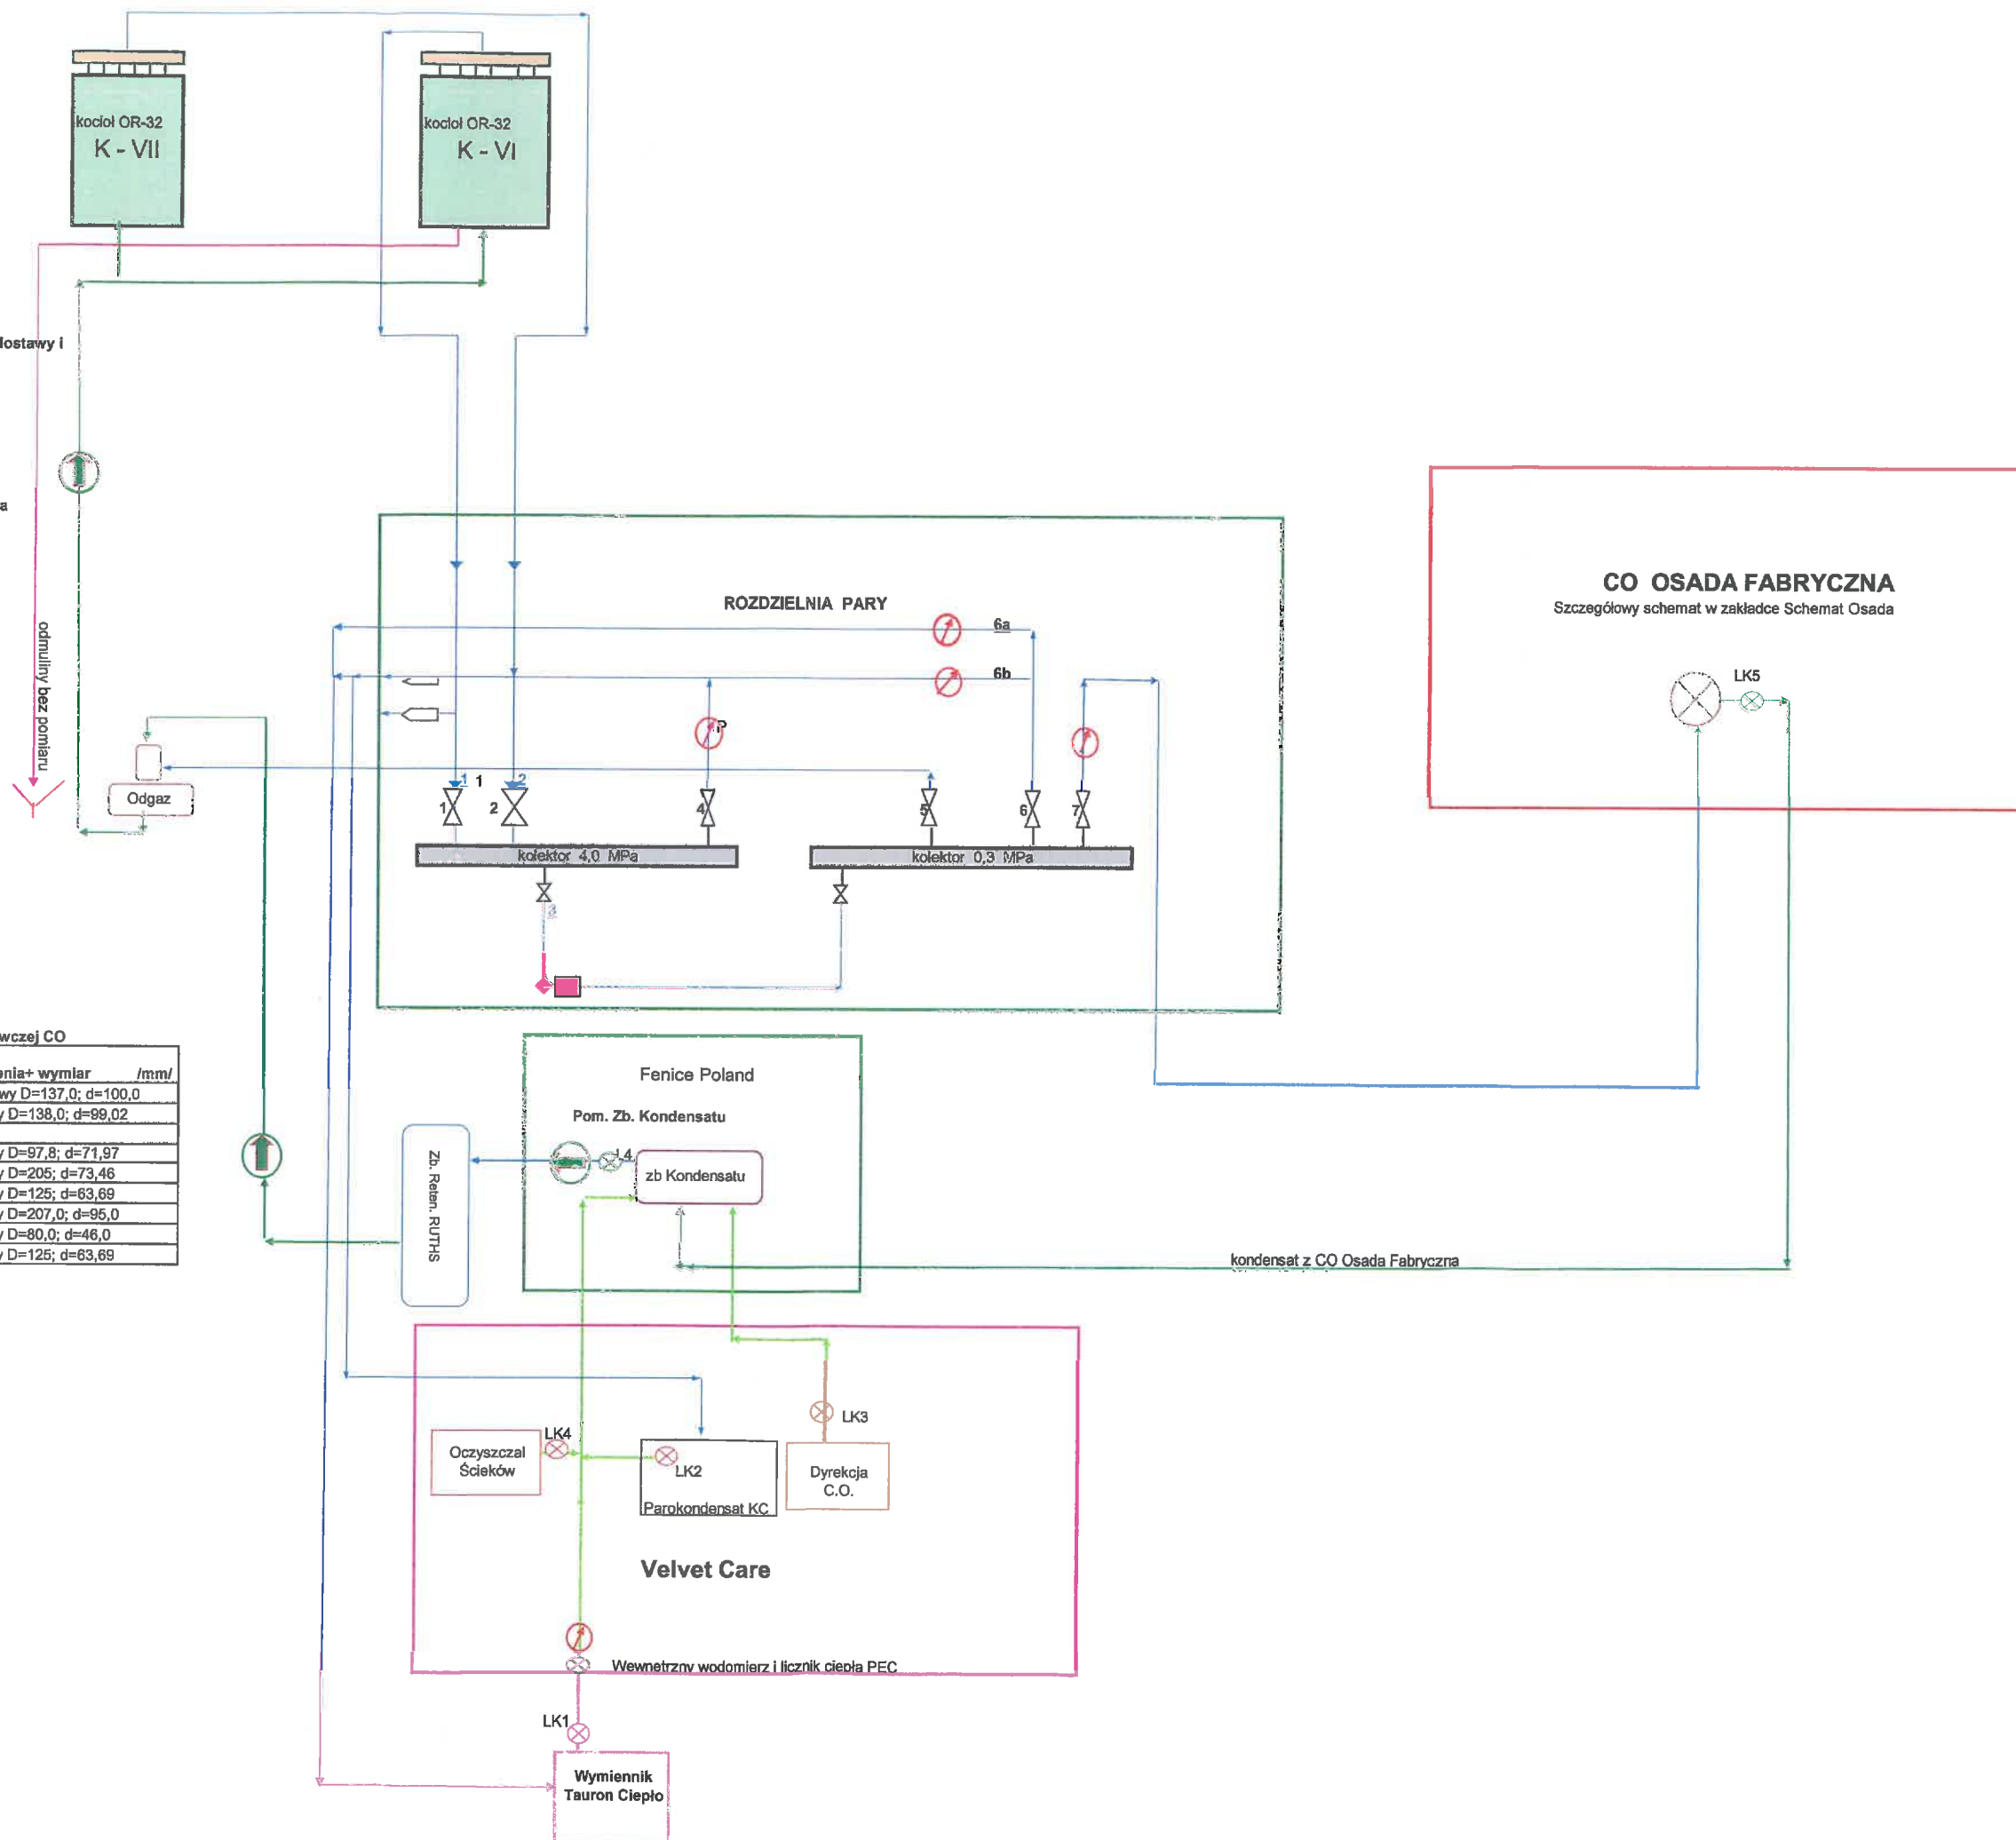 kocioł OR-32
K - VII
kocioł OR-32
K - VI
dostawy i
a
odmuliny bez pomiaru
Odgaz
ROZDZIELNIA PARY
6a
6b
P
1 1
2
1
2
4
5
6
7
kolektor 4,0 MPa
kolektor 0,3 MPa
3
CO OSADA FABRYCZNA
Szczegółowy schemat w zakładce Schemat Osada
LK5
wczej CO
enia+ wymiar /mm/
wy D=137,0; d=100,0
y D=138,0; d=99,02
y D=97,8; d=71,97
y D=205; d=73,46
y D=125; d=63,69
y D=207,0; d=95,0
y D=80,0; d=46,0
y D=125; d=63,69
Zb. Reten. RUTHS
Fenice Poland
Pom. Zb. Kondensatu
L4
zb Kondensatu
kondensat z CO Osada Fabryczna
LK3
LK4
Oczyszczal
Ścieków
LK2
Parokondensat KC
Dyrekcja
C.O.
Velvet Care
Wewnetrzny wodomierz i licznik ciepła PEC
LK1
Wymiennik
Tauron Ciepło